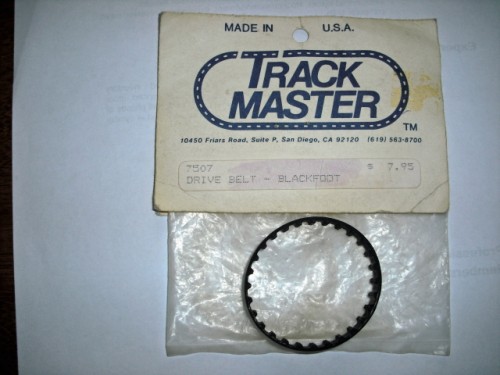 MADE IN U.S.A.
TRACK
MASTER
TM
10450 Friars Road, Suite P, San Diego, CA 92120 (619) 563-8700
7507 $ 7.95
DRIVE BELT - BLACKFOOT